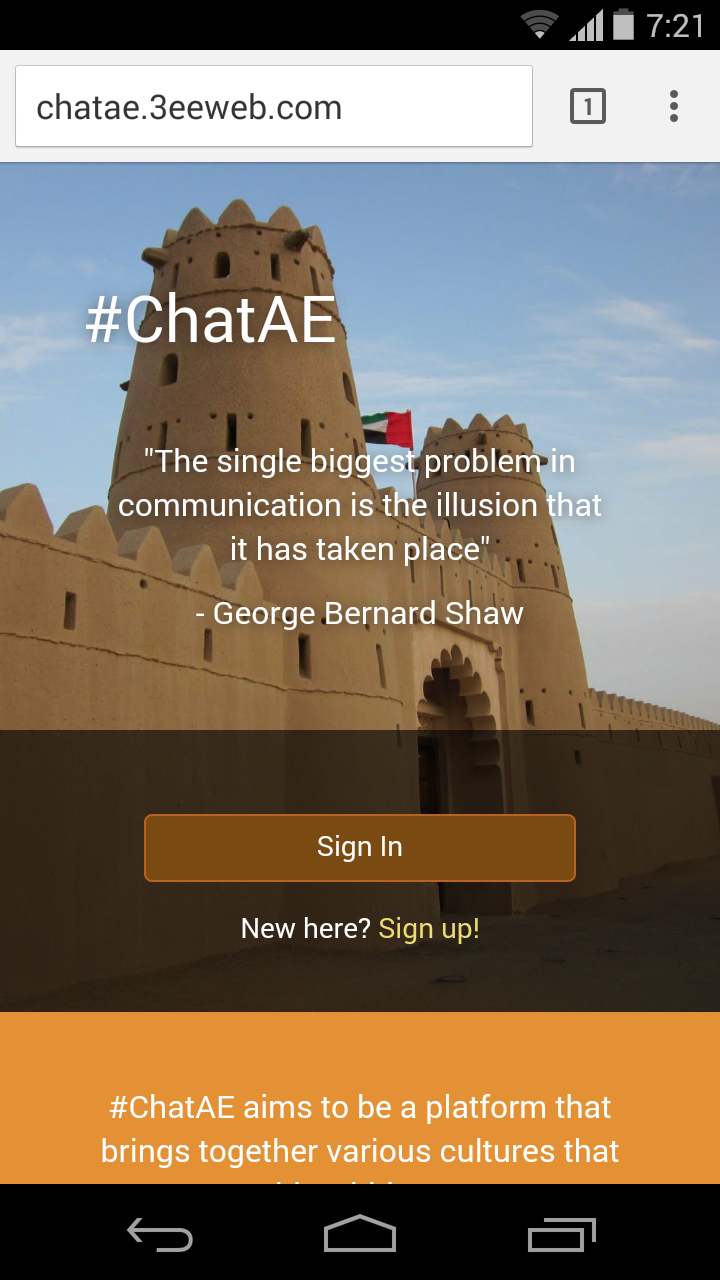 7:21
chatae.3eeweb.com
1
#ChatAE
"The single biggest problem in
communication is the illusion that
it has taken place"
- George Bernard Shaw
Sign In
New here? Sign up!
#ChatAE aims to be a platform that
brings together various cultures that